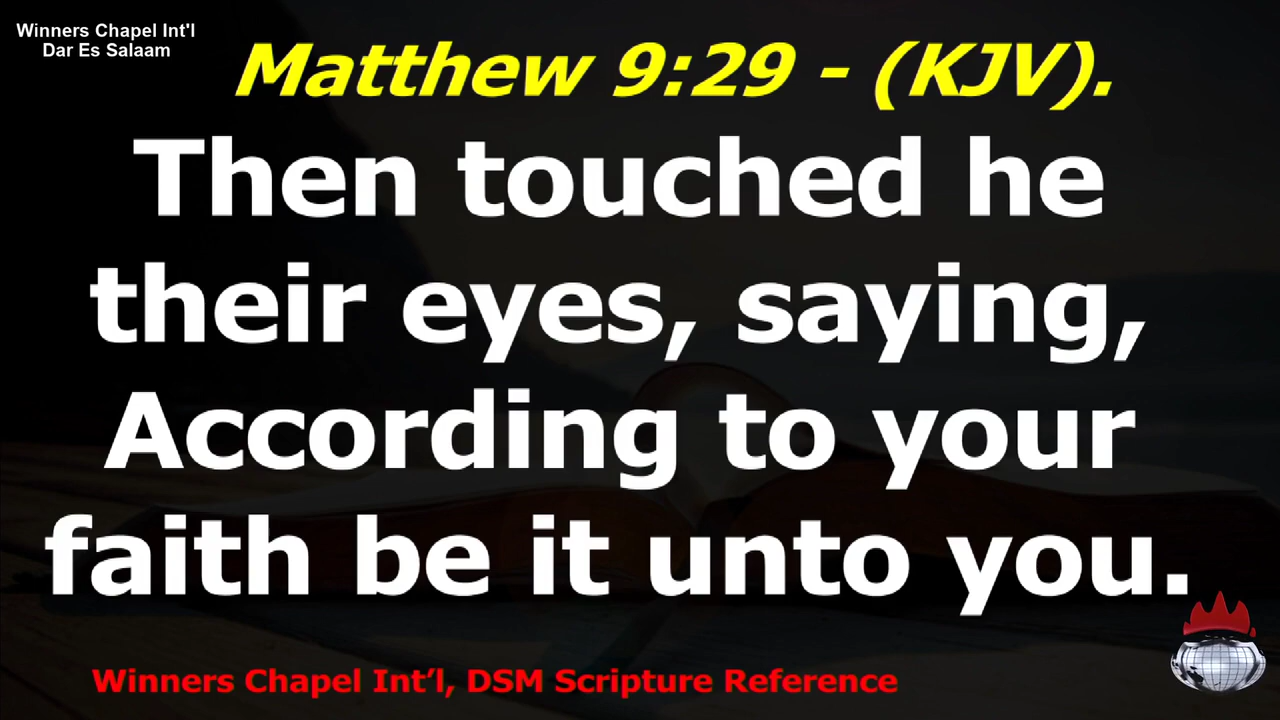 Winners Chapel Int'l
Dar Es Salaam
Matthew 9:29 - (KJV).
Then touched he
their eyes, saying,
According to your
faith be it unto you.
Winners Chapel Int’l, DSM Scripture Reference